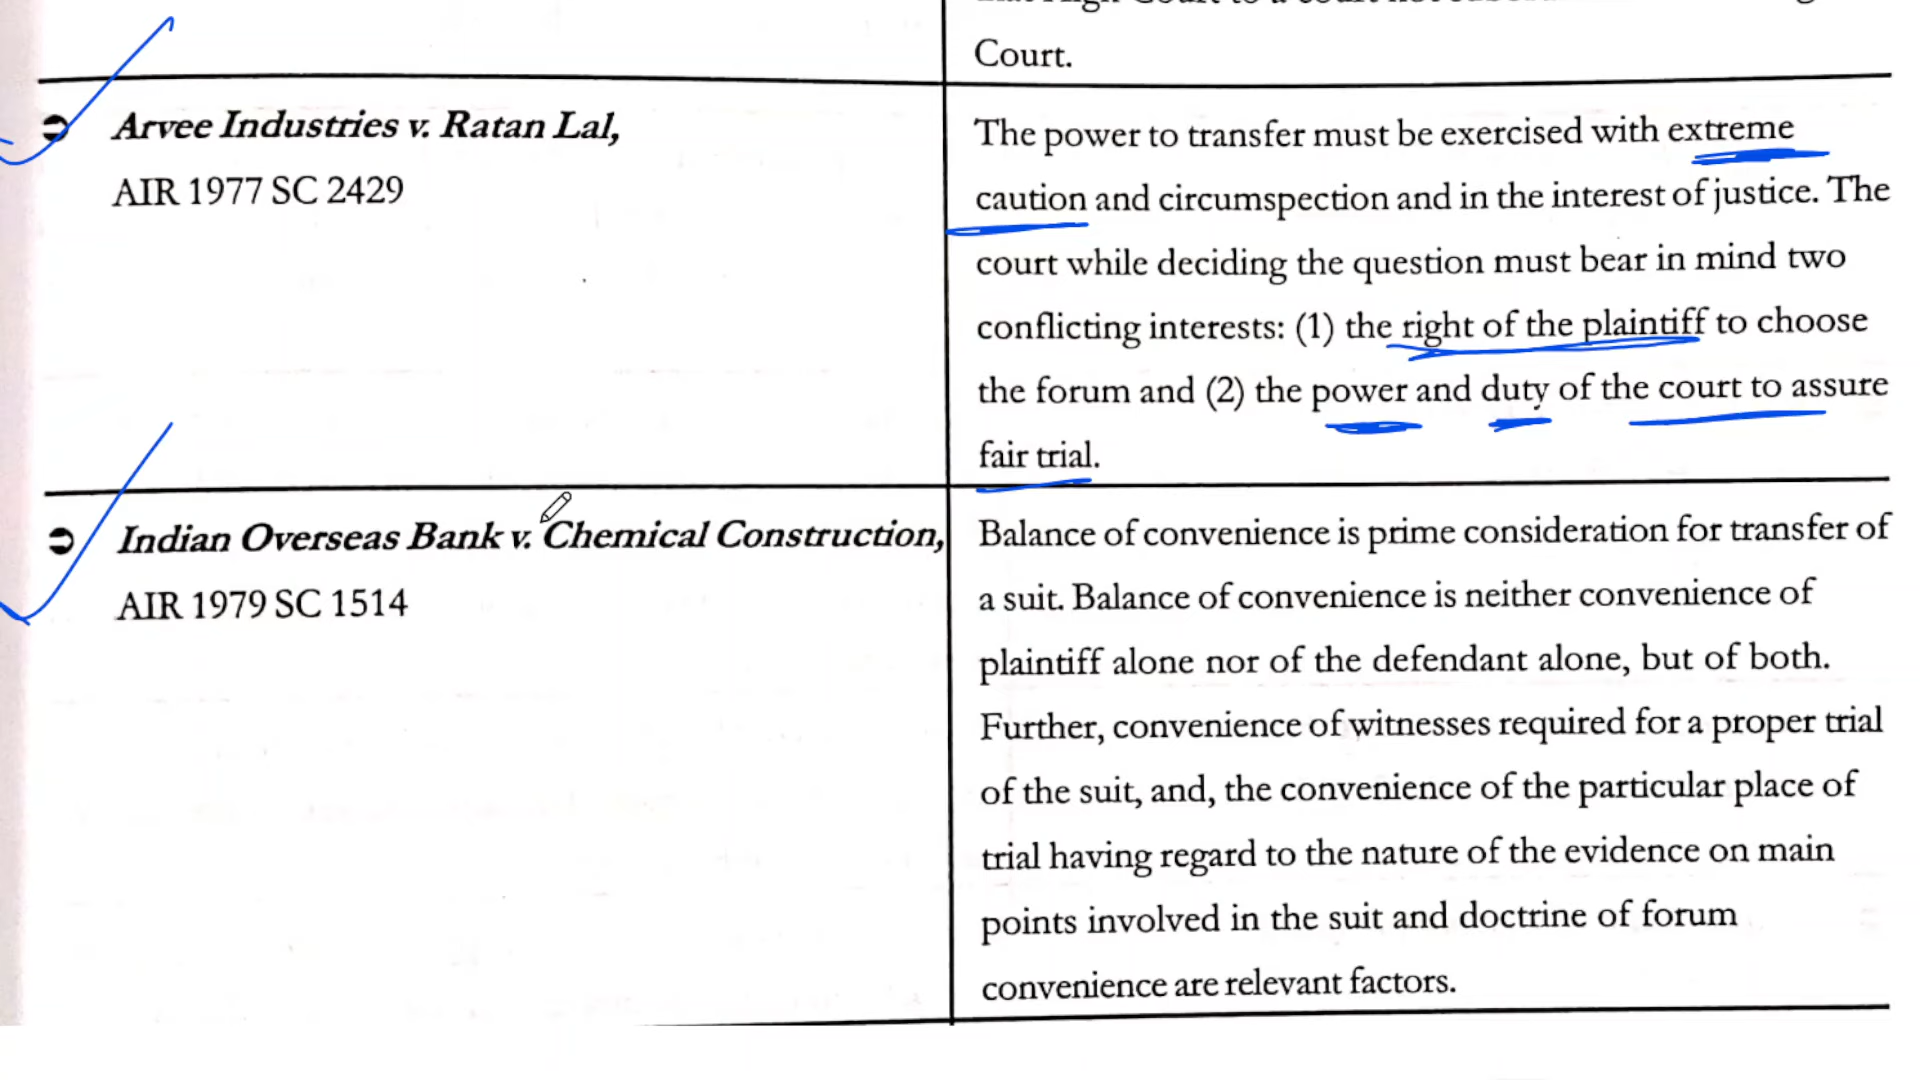 Court.
Arvee Industries v. Ratan Lal,
AIR 1977 SC 2429
The power to transfer must be exercised with extreme
caution and circumspection and in the interest of justice. The
court while deciding the question must bear in mind two
conflicting interests: (1) the right of the plaintiff to choose
the forum and (2) the power and duty of the court to assure
fair trial.
Indian Overseas Bank v. Chemical Construction,
AIR 1979 SC 1514
Balance of convenience is prime consideration for transfer of
a suit. Balance of convenience is neither convenience of
plaintiff alone nor of the defendant alone, but of both.
Further, convenience of witnesses required for a proper trial
of the suit, and, the convenience of the particular place of
trial having regard to the nature of the evidence on main
points involved in the suit and doctrine of forum
convenience are relevant factors.